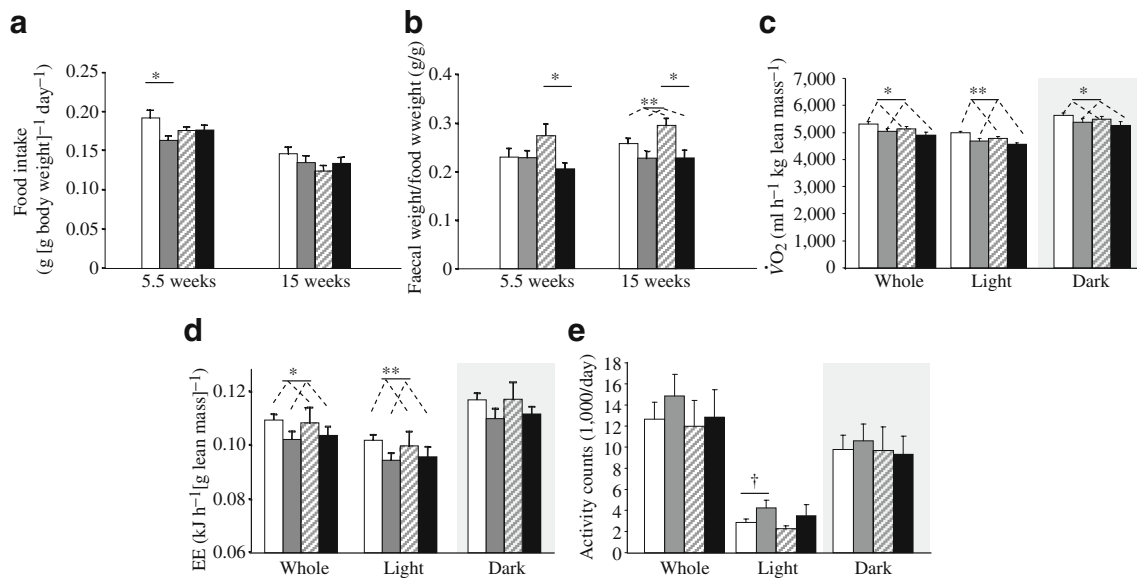 a
Food intake
(g [g body weight]⁻¹ day⁻¹)
0.25
0.20
0.15
0.10
0.05
0
*
5.5 weeks
15 weeks
b
Faecal weight/food wweight (g/g)
0.4
0.3
0.2
0.1
0
*
**
*
5.5 weeks
15 weeks
c
V̇O₂ (ml h⁻¹ kg lean mass⁻¹)
7,000
6,000
5,000
4,000
3,000
2,000
1,000
0
*
**
*
Whole
Light
Dark
d
EE (kJ h⁻¹[g lean mass]⁻¹)
0.12
0.10
0.08
0.06
*
**
Whole
Light
Dark
e
Activity counts (1,000/day)
18
16
14
12
10
8
6
4
2
0
†
Whole
Light
Dark